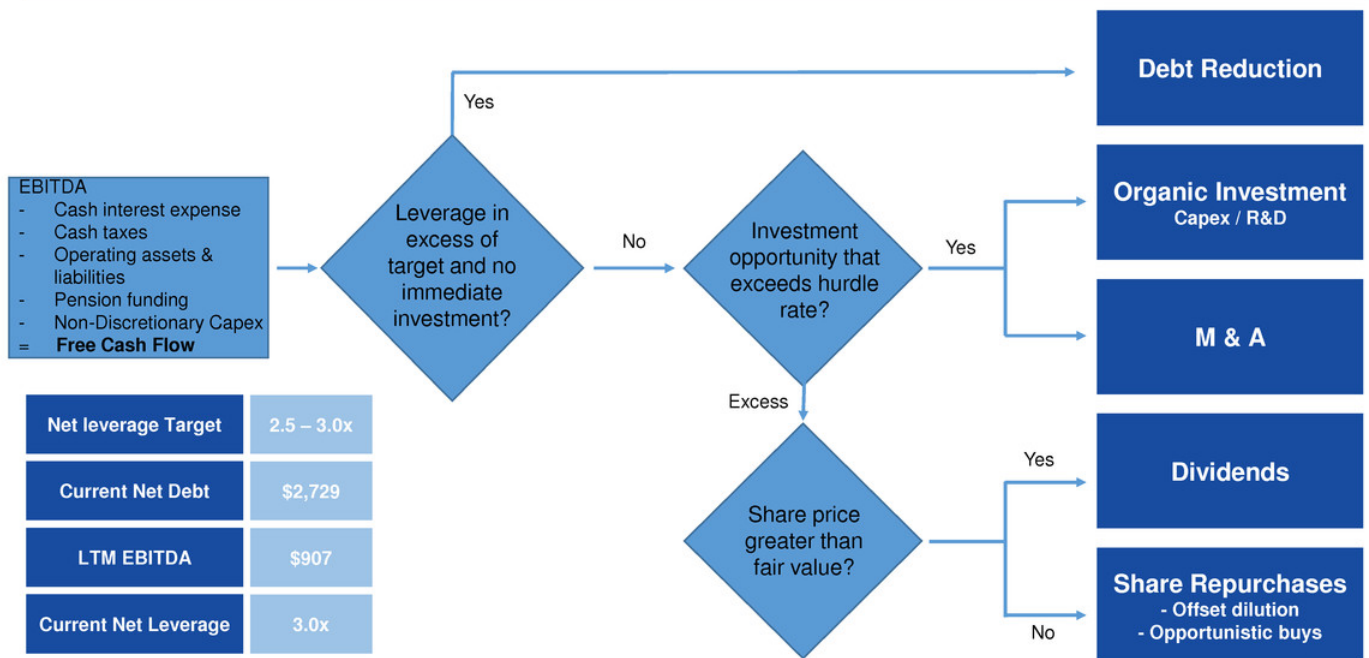 Debt Reduction
Yes
EBITDA
- Cash interest expense
- Cash taxes
- Operating assets &
liabilities
- Pension funding
- Non-Discretionary Capex
= Free Cash Flow
Leverage in
excess of
target and no
immediate
investment?
No
Investment
opportunity that
exceeds hurdle
rate?
Yes
Organic Investment
Capex / R&D
M & A
Excess
Share price
greater than
fair value?
Yes
Dividends
No
Share Repurchases
- Offset dilution
- Opportunistic buys
Net leverage Target
2.5 – 3.0x
Current Net Debt
$2,729
LTM EBITDA
$907
Current Net Leverage
3.0x